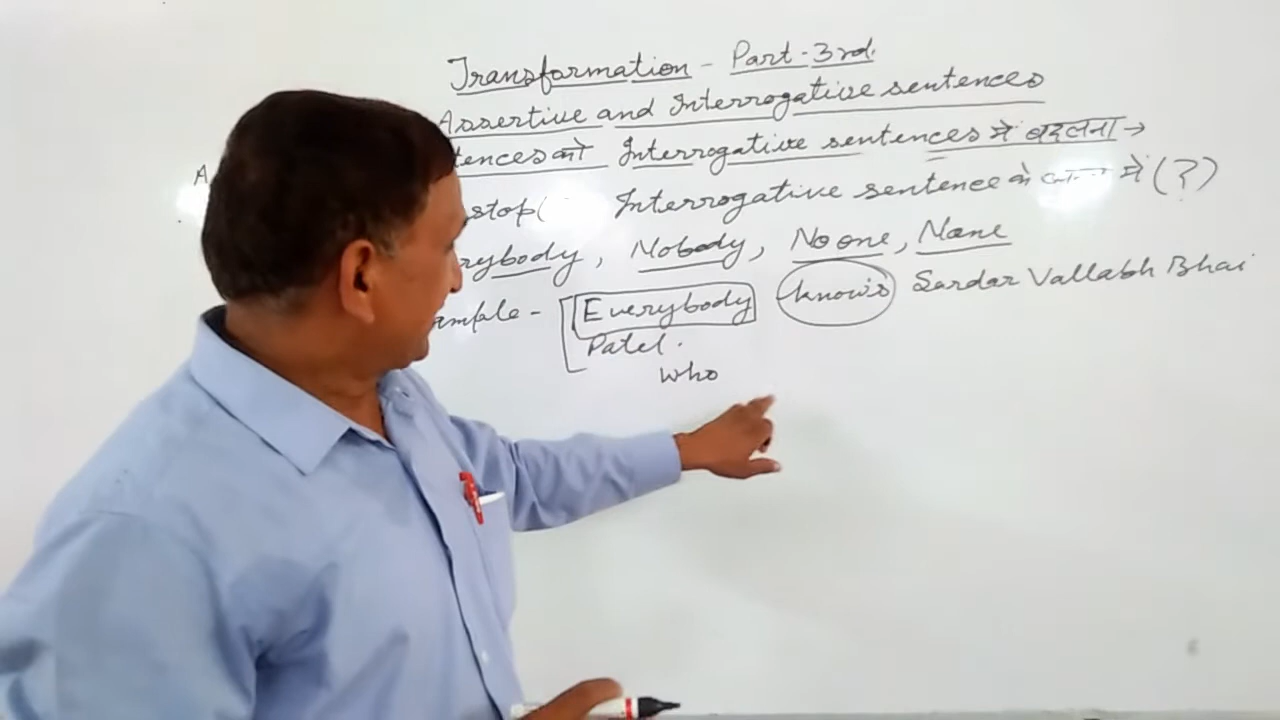 Transformation - Part-3rd.
Assertive and Interrogative sentences
A tences को Interrogative sentences में बदलना →
stop( Interrogative sentence के में (?)
rybody, Nobody, No one, None
ample - Everybody knows Sardar Vallabh Bhai
Patel.
Who